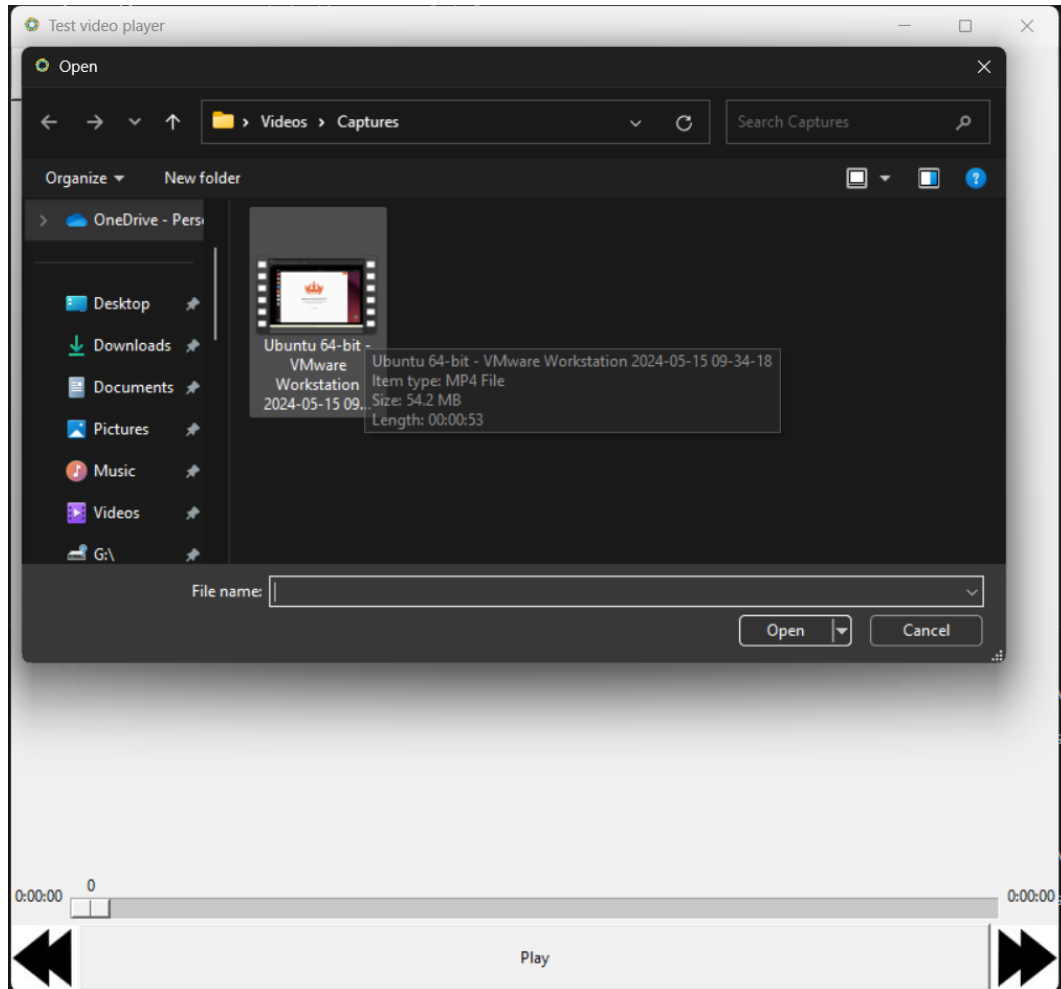 Test video player
Open
Videos > Captures
Search Captures
Organize
New folder
OneDrive - Pers
Desktop
Downloads
Documents
Pictures
Music
Videos
G:\
Ubuntu 64-bit -
VMware
Workstation
2024-05-15 09...
Ubuntu 64-bit - VMware Workstation 2024-05-15 09-34-18
Item type: MP4 File
Size: 54.2 MB
Length: 00:00:53
File name:
Open
Cancel
0
0:00:00
0:00:00
Play